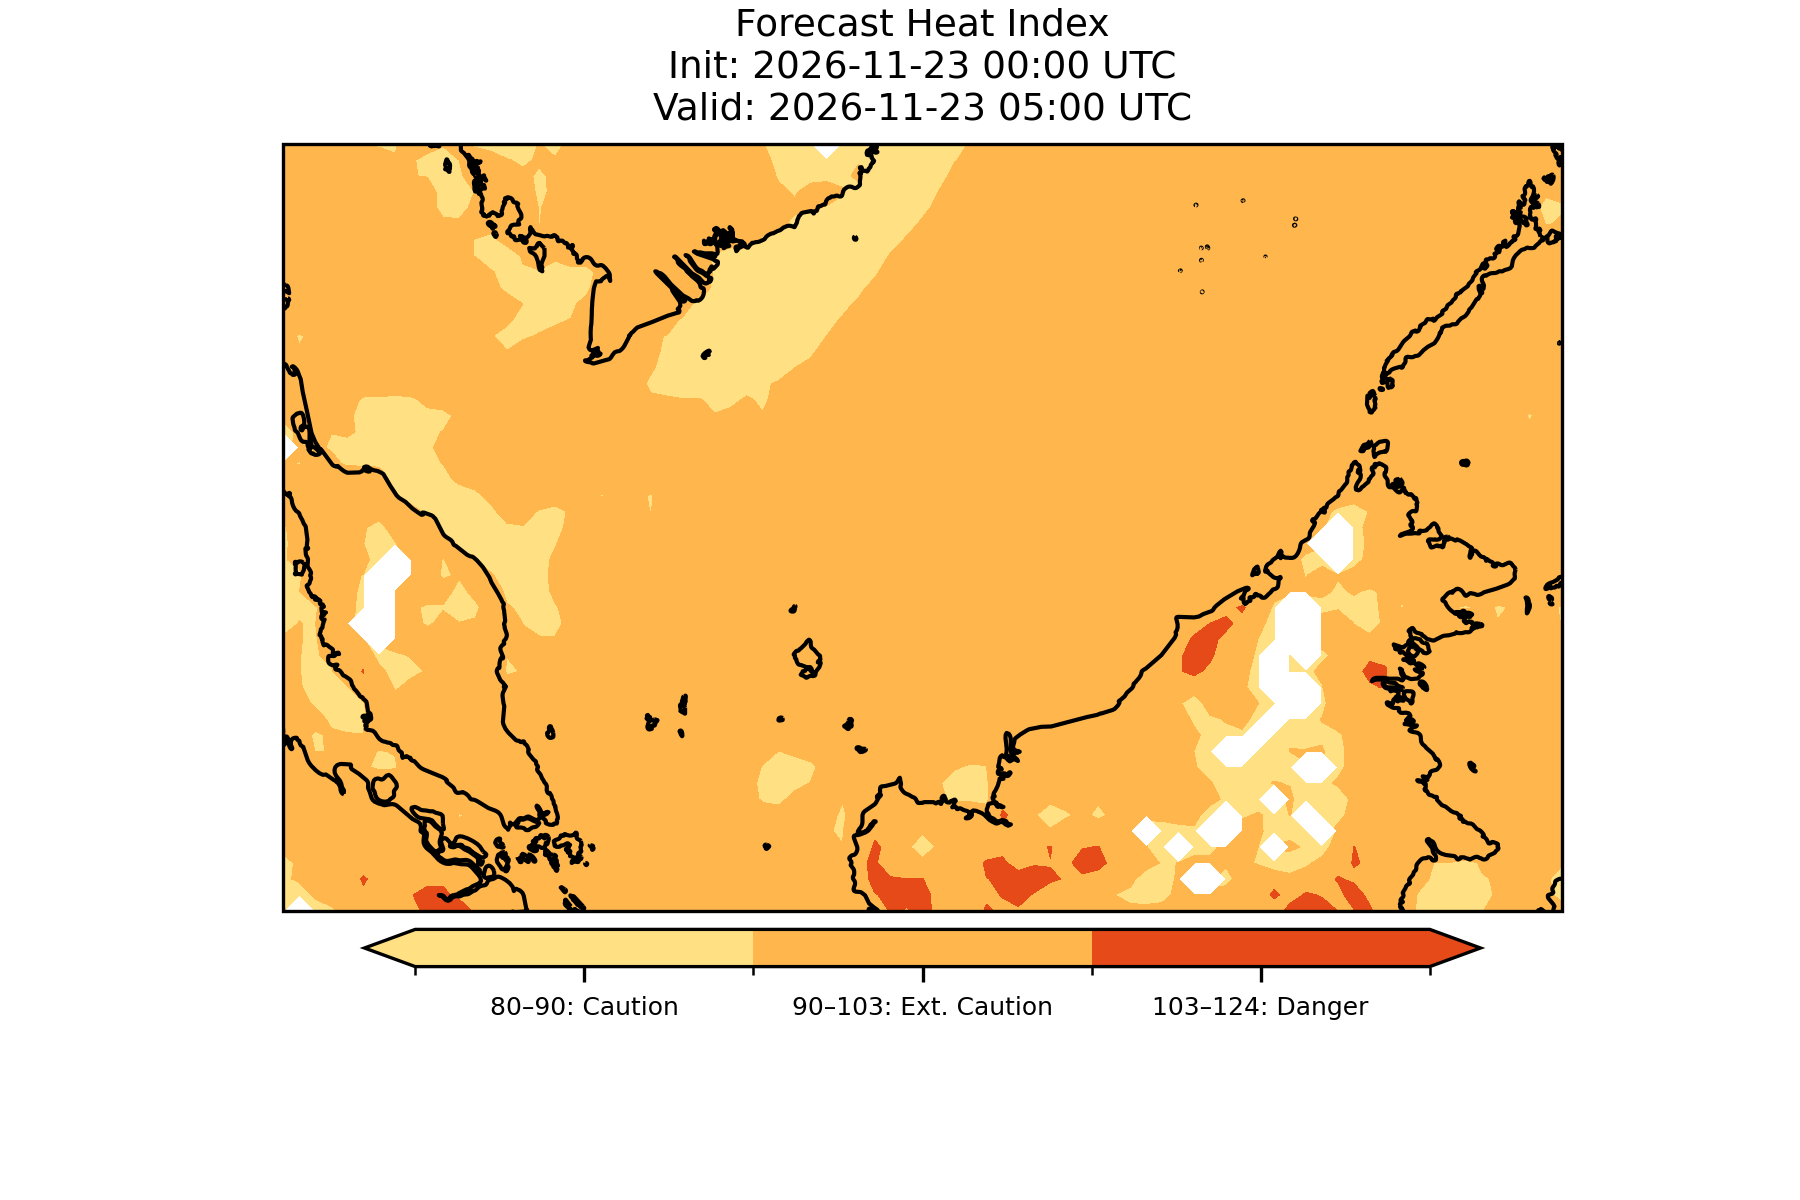 Forecast Heat Index
Init: 2026-11-23 00:00 UTC
Valid: 2026-11-23 05:00 UTC
80–90: Caution
90–103: Ext. Caution
103–124: Danger